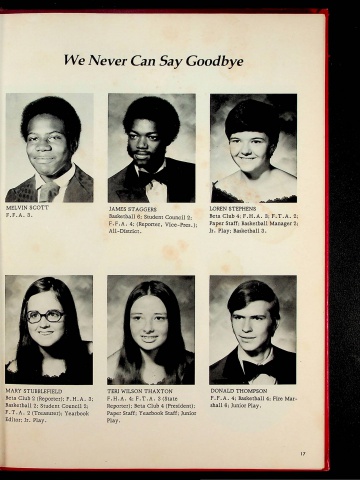 We Never Can Say Goodbye
MELVIN SCOTT
F.F.A. 3.
JAMES STAGGERS
Basketball 6; Student Council 2;
F.F.A. 4; (Reporter, Vice-Pres.);
All-District.
LOREN STEPHENS
Beta Club 4; F.H.A. 3; F.T.A. 2;
Paper Staff; Basketball Manager 2;
Jr. Play; Basketball 3.
MARY STUBBLEFIELD
Beta Club 2 (Reporter); F.H.A. 3;
Basketball 2; Student Council 2;
F.T.A. 2 (Treasurer); Yearbook
Editor; Jr. Play.
TERI WILSON THAXTON
F.H.A. 4; F.T.A. 3 (State
Reporter); Beta Club 4 (President);
Paper Staff; Yearbook Staff; Junior
Play.
DONALD THOMPSON
F.F.A. 4; Basketball 4; Fire Mar-
shall 6; Junior Play.
17